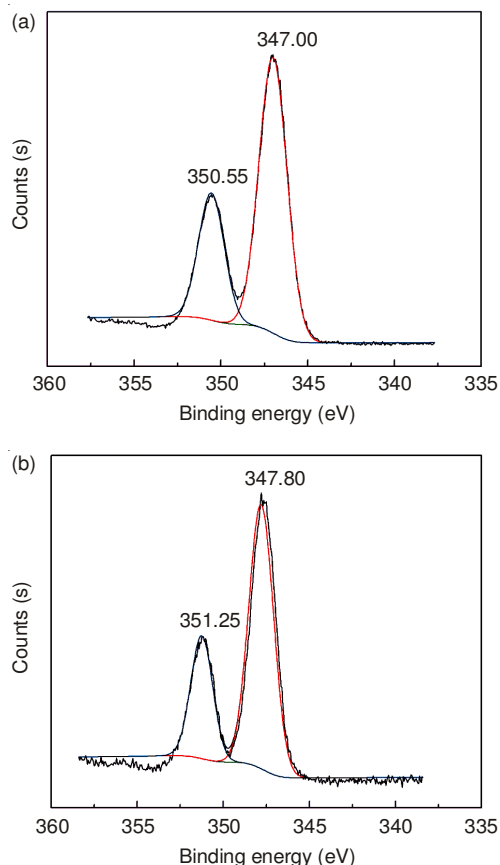 (a)
347.00
350.55
Counts (s)
360 355 350 345 340 335
Binding energy (eV)
(b)
347.80
351.25
Counts (s)
360 355 350 345 340 335
Binding energy (eV)